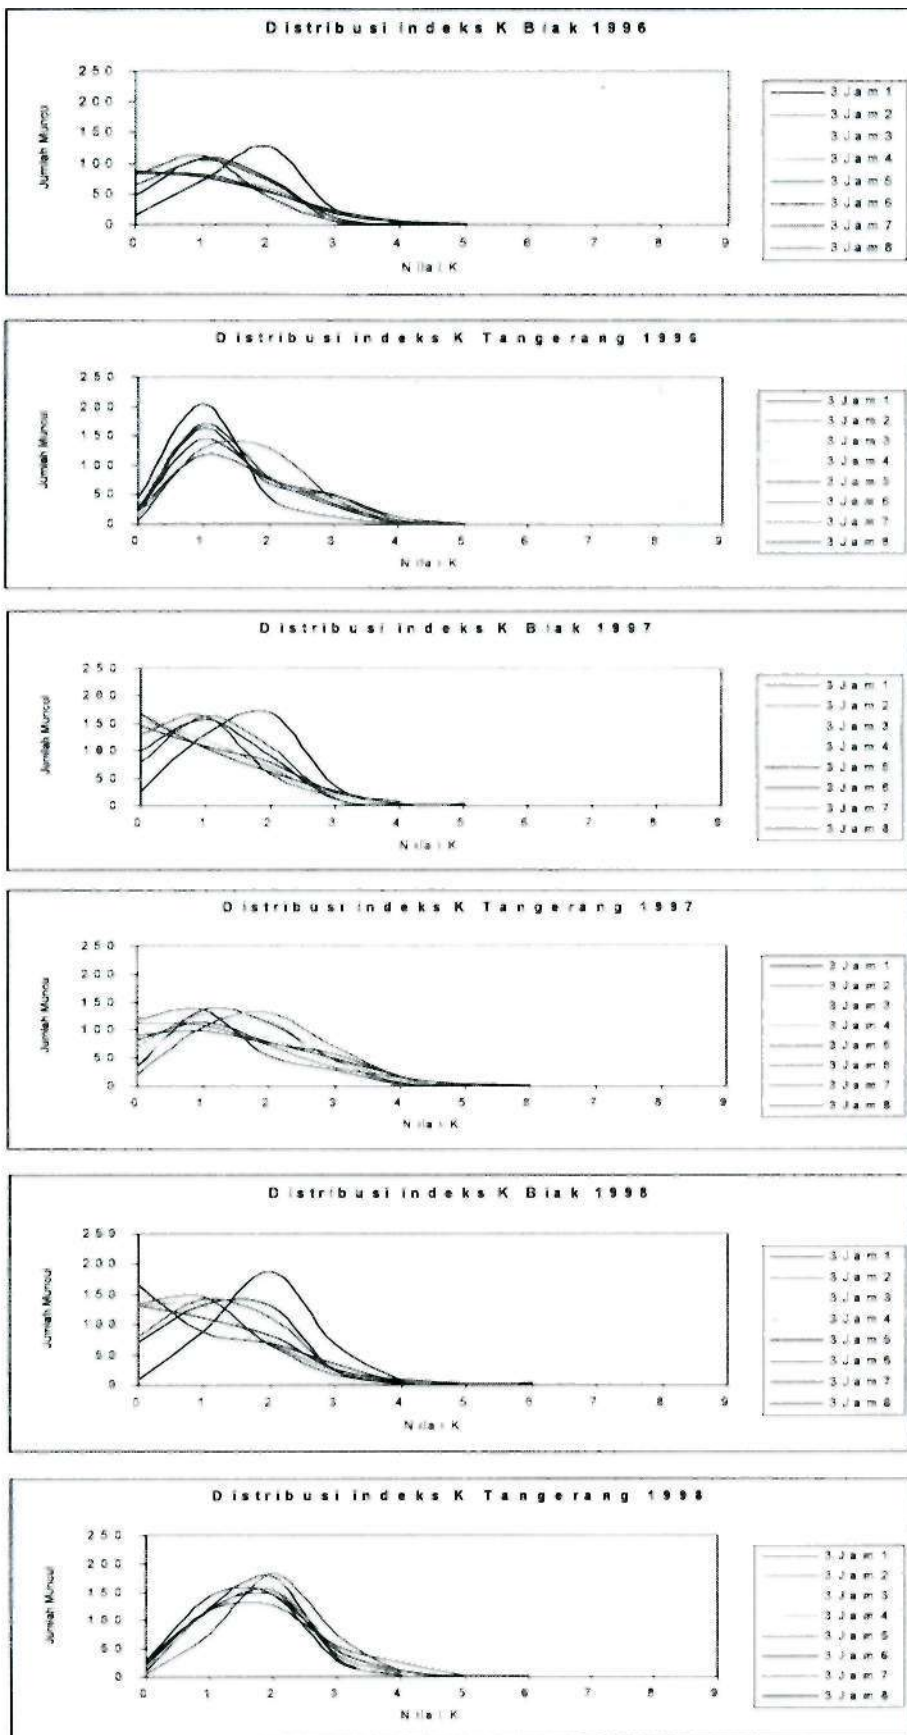 Distribusi indeks K Biak 1996
Jumlah Muncul
250
200
150
100
50
0
0 1 2 3 4 5 6 7 8 9
Nilai K
3 Jam 1
3 Jam 2
3 Jam 3
3 Jam 4
3 Jam 5
3 Jam 6
3 Jam 7
3 Jam 8
Distribusi indeks K Tangerang 1996
Jumlah Muncul
250
200
150
100
50
0
0 1 2 3 4 5 6 7 8 9
Nilai K
3 Jam 1
3 Jam 2
3 Jam 3
3 Jam 4
3 Jam 5
3 Jam 6
3 Jam 7
3 Jam 8
Distribusi indeks K Biak 1997
Jumlah Muncul
250
200
150
100
50
0
0 1 2 3 4 5 6 7 8 9
Nilai K
3 Jam 1
3 Jam 2
3 Jam 3
3 Jam 4
3 Jam 5
3 Jam 6
3 Jam 7
3 Jam 8
Distribusi indeks K Tangerang 1997
Jumlah Muncul
250
200
150
100
50
0
0 1 2 3 4 5 6 7 8 9
Nilai K
3 Jam 1
3 Jam 2
3 Jam 3
3 Jam 4
3 Jam 5
3 Jam 6
3 Jam 7
3 Jam 8
Distribusi indeks K Biak 1998
Jumlah Muncul
250
200
150
100
50
0
0 1 2 3 4 5 6 7 8 9
Nilai K
3 Jam 1
3 Jam 2
3 Jam 3
3 Jam 4
3 Jam 5
3 Jam 6
3 Jam 7
3 Jam 8
Distribusi indeks K Tangerang 1998
Jumlah Muncul
250
200
150
100
50
0
0 1 2 3 4 5 6 7 8 9
Nilai K
3 Jam 1
3 Jam 2
3 Jam 3
3 Jam 4
3 Jam 5
3 Jam 6
3 Jam 7
3 Jam 8